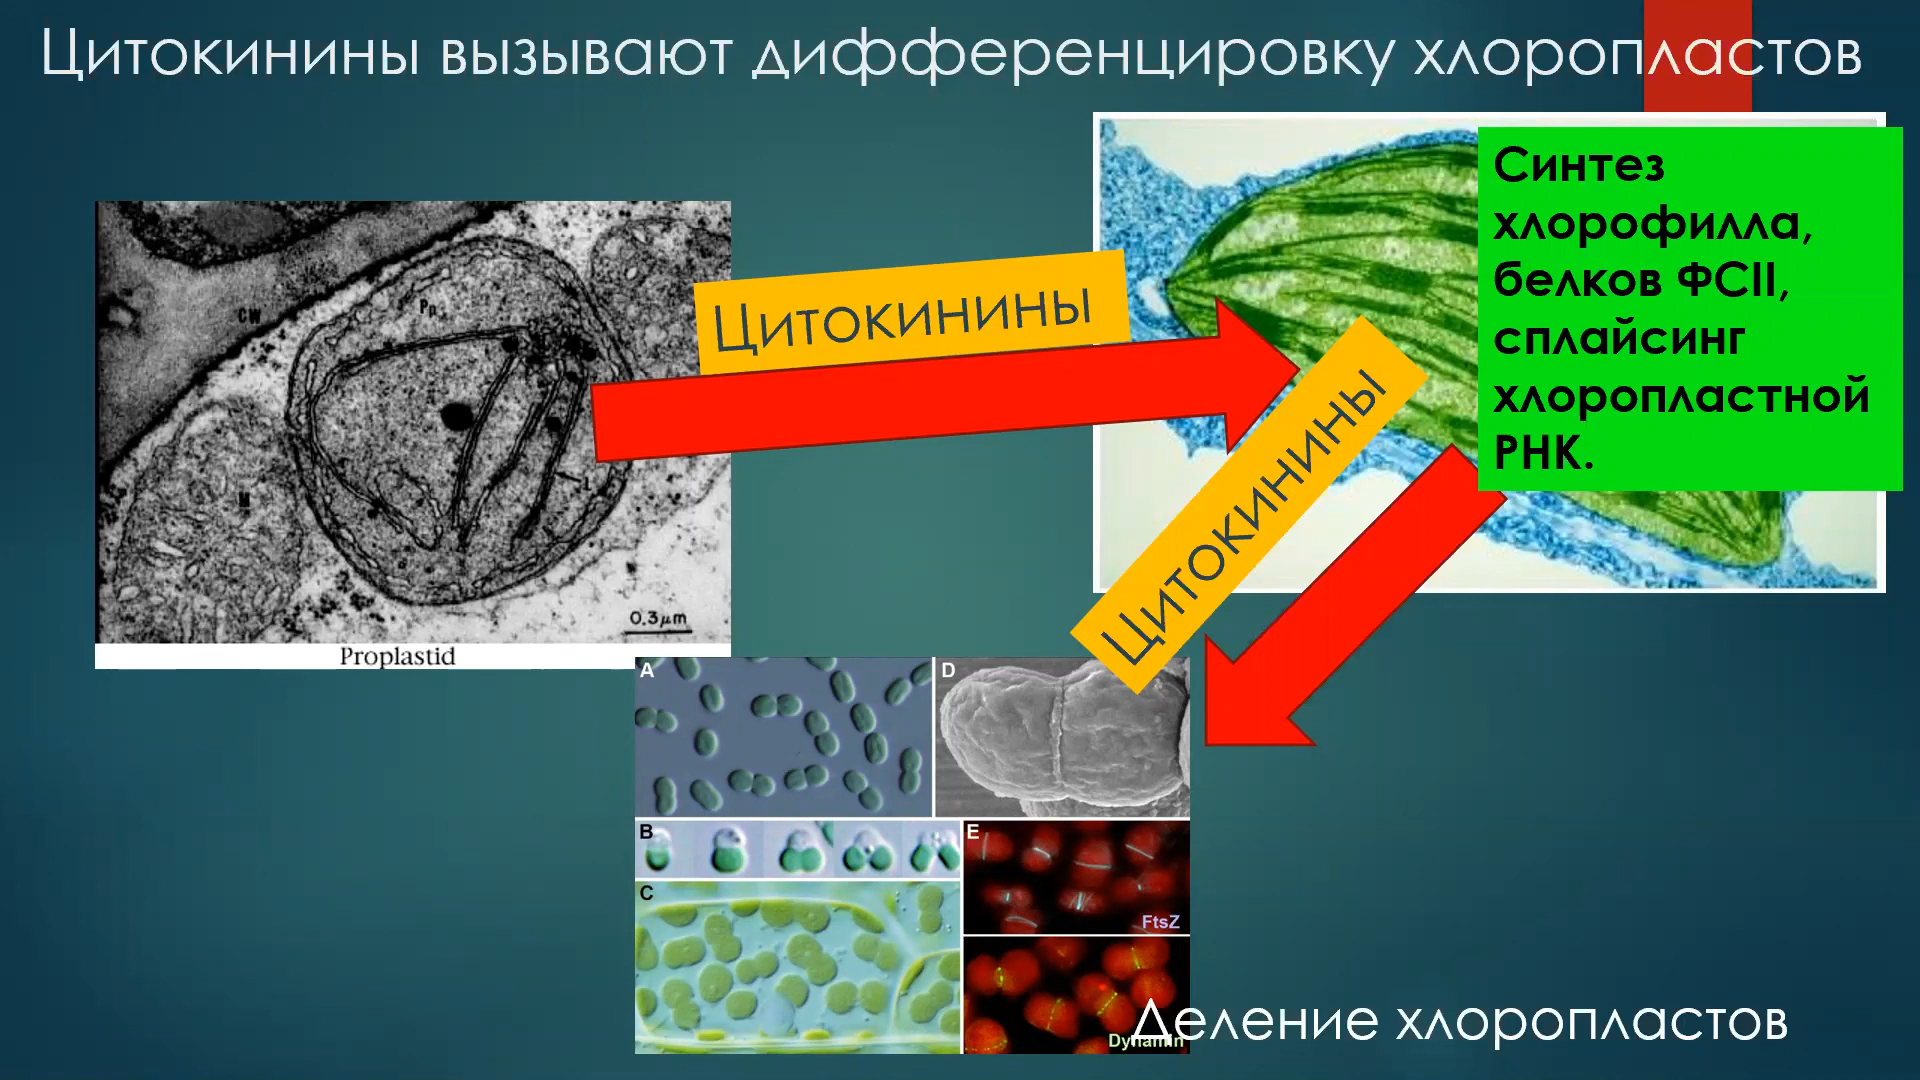 Цитокинины вызывают дифференцировку хлоропластов
Синтез
хлорофилла,
белков ФСII,
сплайсинг
хлоропластной
РНК.
Цитокинины
Цитокинины
CW
Pp
M
0.3µm
Proplastid
A
D
B
E
C
FtsZ
Dynamin
Деление хлоропластов